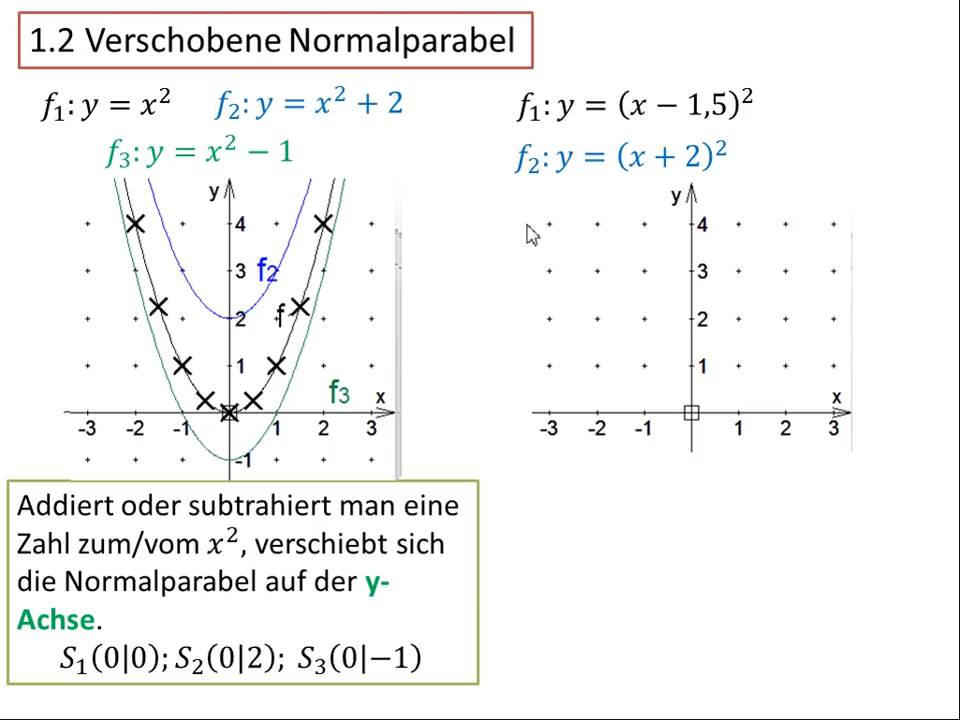 1.2 Verschobene Normalparabel
f₁: y = x²
f₂: y = x² + 2
f₃: y = x² − 1
y
4
3
f2
2
f
1
f3
x
-3 -2 -1 1 2 3
-1
Addiert oder subtrahiert man eine
Zahl zum/vom x², verschiebt sich
die Normalparabel auf der y-
Achse.
S₁(0|0); S₂(0|2); S₃(0|−1)
f₁: y = (x − 1,5)²
f₂: y = (x + 2)²
y
4
3
2
1
x
-3 -2 -1 1 2 3